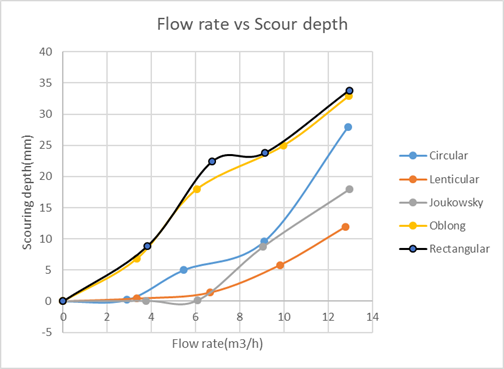 Flow rate vs Scour depth
40
35
30
25
20
15
10
5
0
-5
Scouring depth(mm)
0 2 4 6 8 10 12 14
Flow rate(m3/h)
Circular
Lenticular
Joukowsky
Oblong
Rectangular